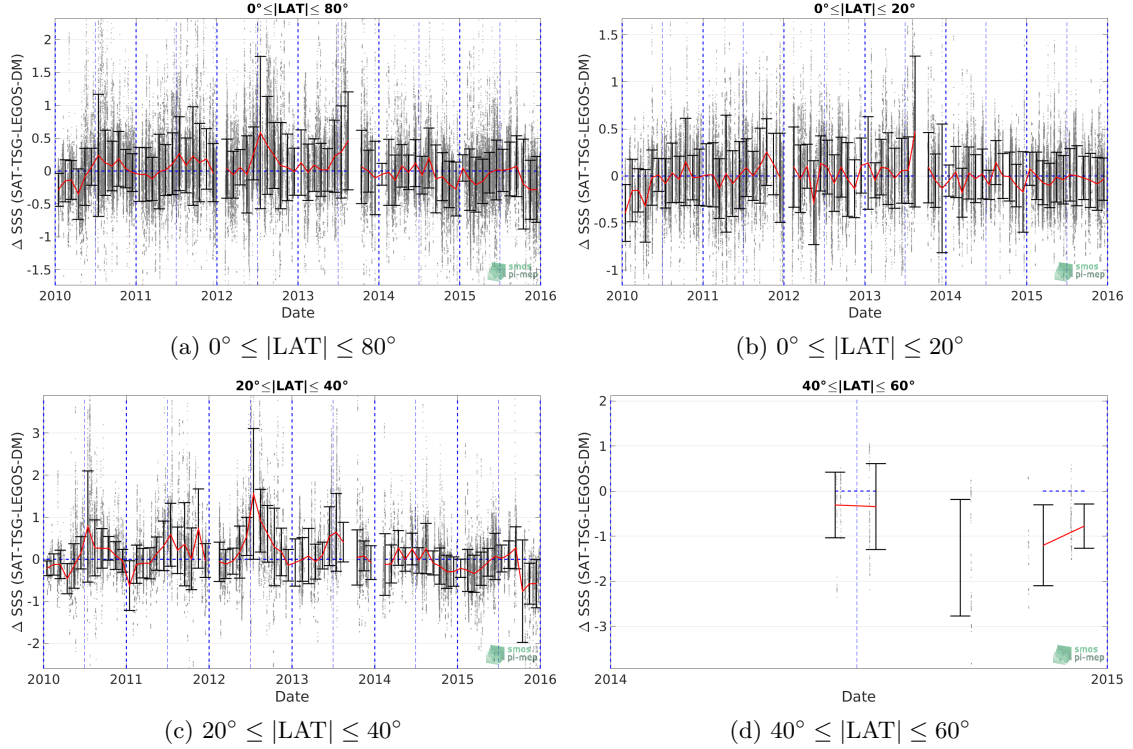 0°≤|LAT|≤ 80°
Δ SSS (SAT-TSG-LEGOS-DM)
2
1.5
1
0.5
0
-0.5
-1
-1.5
2010 2011 2012 2013 2014 2015 2016
Date
smos
pi-mep
(a) 0° ≤ |LAT| ≤ 80°
0°≤|LAT|≤ 20°
Δ SSS (SAT-TSG-LEGOS-DM)
1.5
1
0.5
0
-0.5
-1
2010 2011 2012 2013 2014 2015 2016
Date
smos
pi-mep
(b) 0° ≤ |LAT| ≤ 20°
20°≤|LAT|≤ 40°
Δ SSS (SAT-TSG-LEGOS-DM)
3
2
1
0
-1
-2
2010 2011 2012 2013 2014 2015 2016
Date
smos
pi-mep
(c) 20° ≤ |LAT| ≤ 40°
40°≤|LAT|≤ 60°
Δ SSS (SAT-TSG-LEGOS-DM)
2
1
0
-1
-2
-3
2014 2015
Date
smos
pi-mep
(d) 40° ≤ |LAT| ≤ 60°